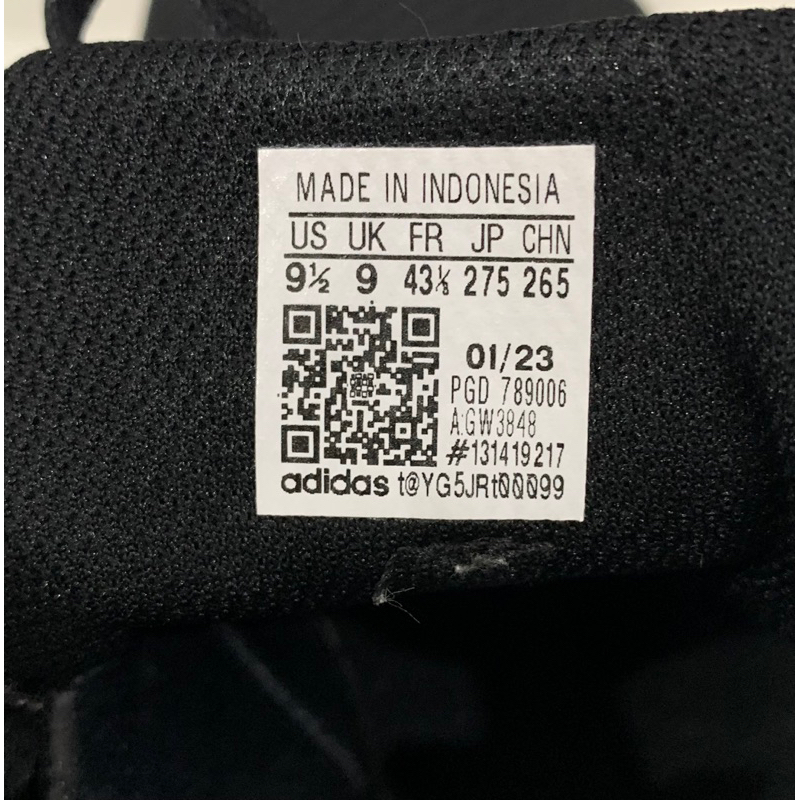 MADE IN INDONESIA
US UK FR JP CHN
9½ 9 43⅓ 275 265
01/23
PGD 789006
A:GW3848
#131419217
adidas t@YG5JRt00099